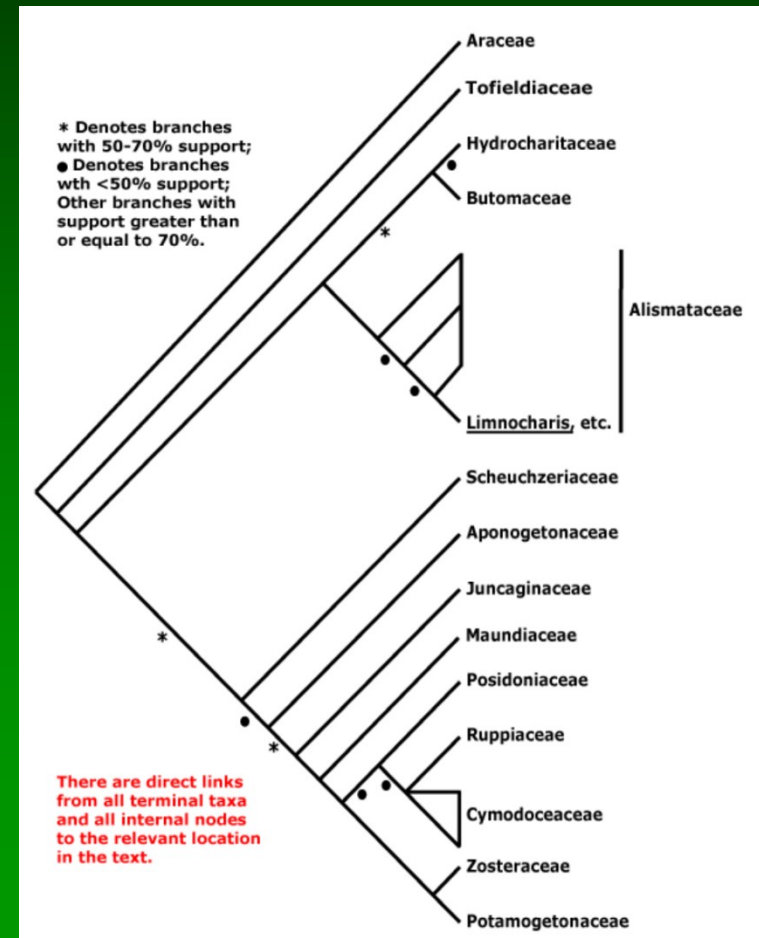 Araceae
Tofieldiaceae
* Denotes branches
with 50-70% support;
● Denotes branches
wth <50% support;
Other branches with
support greater than
or equal to 70%.
Hydrocharitaceae
Butomaceae
*
Alismataceae
Limnocharis, etc.
Scheuchzeriaceae
Aponogetonaceae
Juncaginaceae
Maundiaceae
*
Posidoniaceae
Ruppiaceae
*
There are direct links
from all terminal taxa
and all internal nodes
to the relevant location
in the text.
Cymodoceaceae
Zosteraceae
Potamogetonaceae